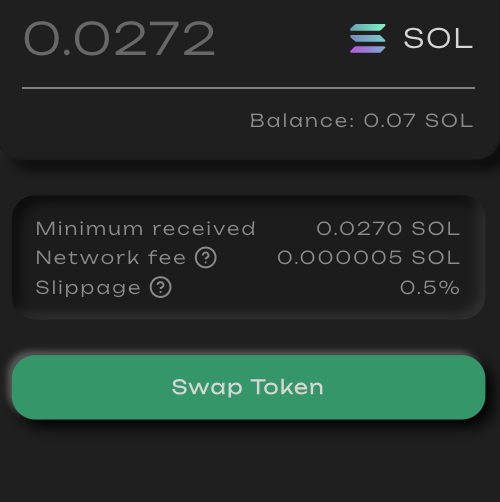 0.0272 SOL
Balance: 0.07 SOL
Minimum received 0.0270 SOL
Network fee ? 0.000005 SOL
Slippage ? 0.5%
Swap Token